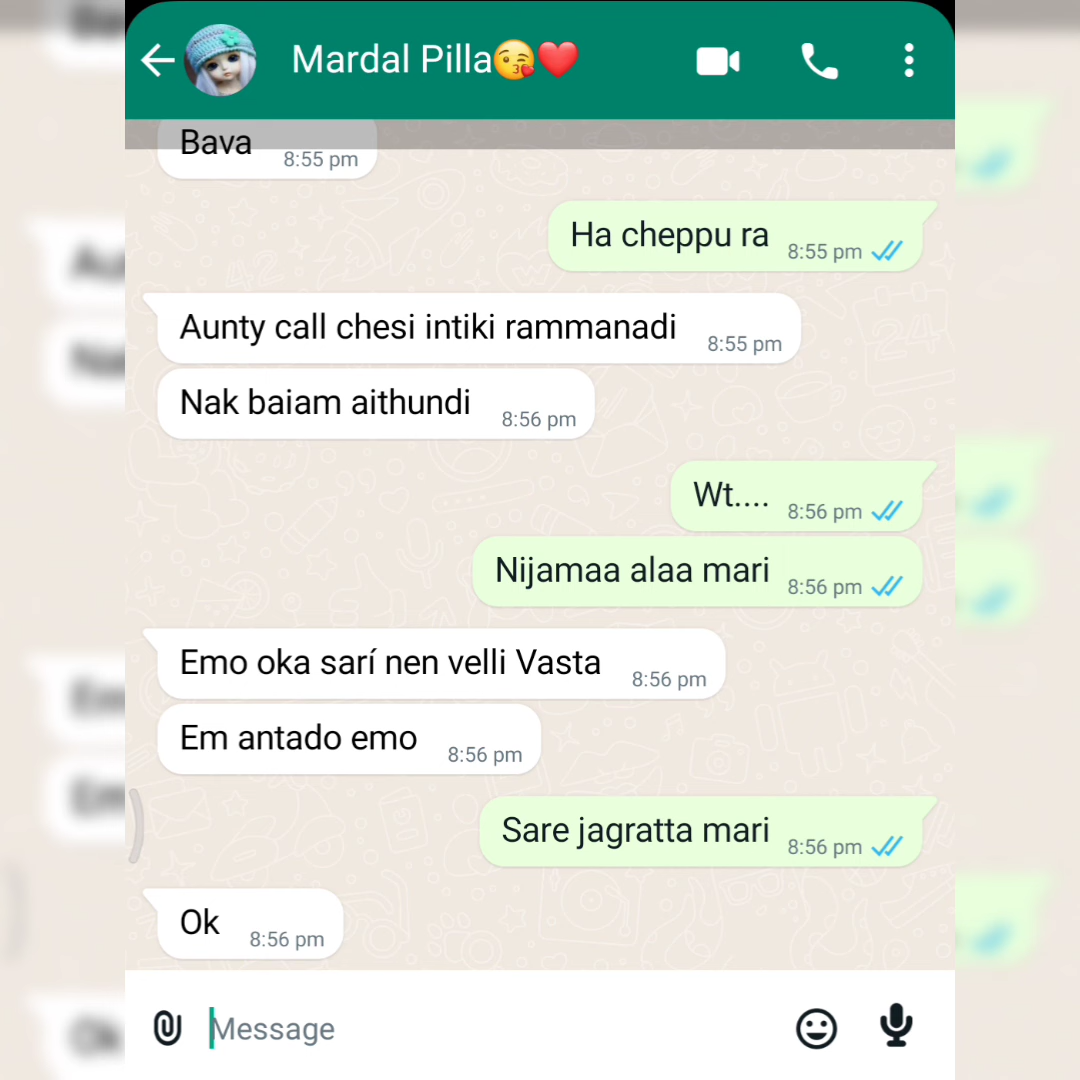 Mardal Pilla😘❤️
Bava 8:55 pm
Ha cheppu ra 8:55 pm
Aunty call chesi intiki rammanadi 8:55 pm
Nak baiam aithundi 8:56 pm
Wt.... 8:56 pm
Nijamaa alaa mari 8:56 pm
Emo oka sarí nen velli Vasta 8:56 pm
Em antado emo 8:56 pm
Sare jagratta mari 8:56 pm
Ok 8:56 pm
Message